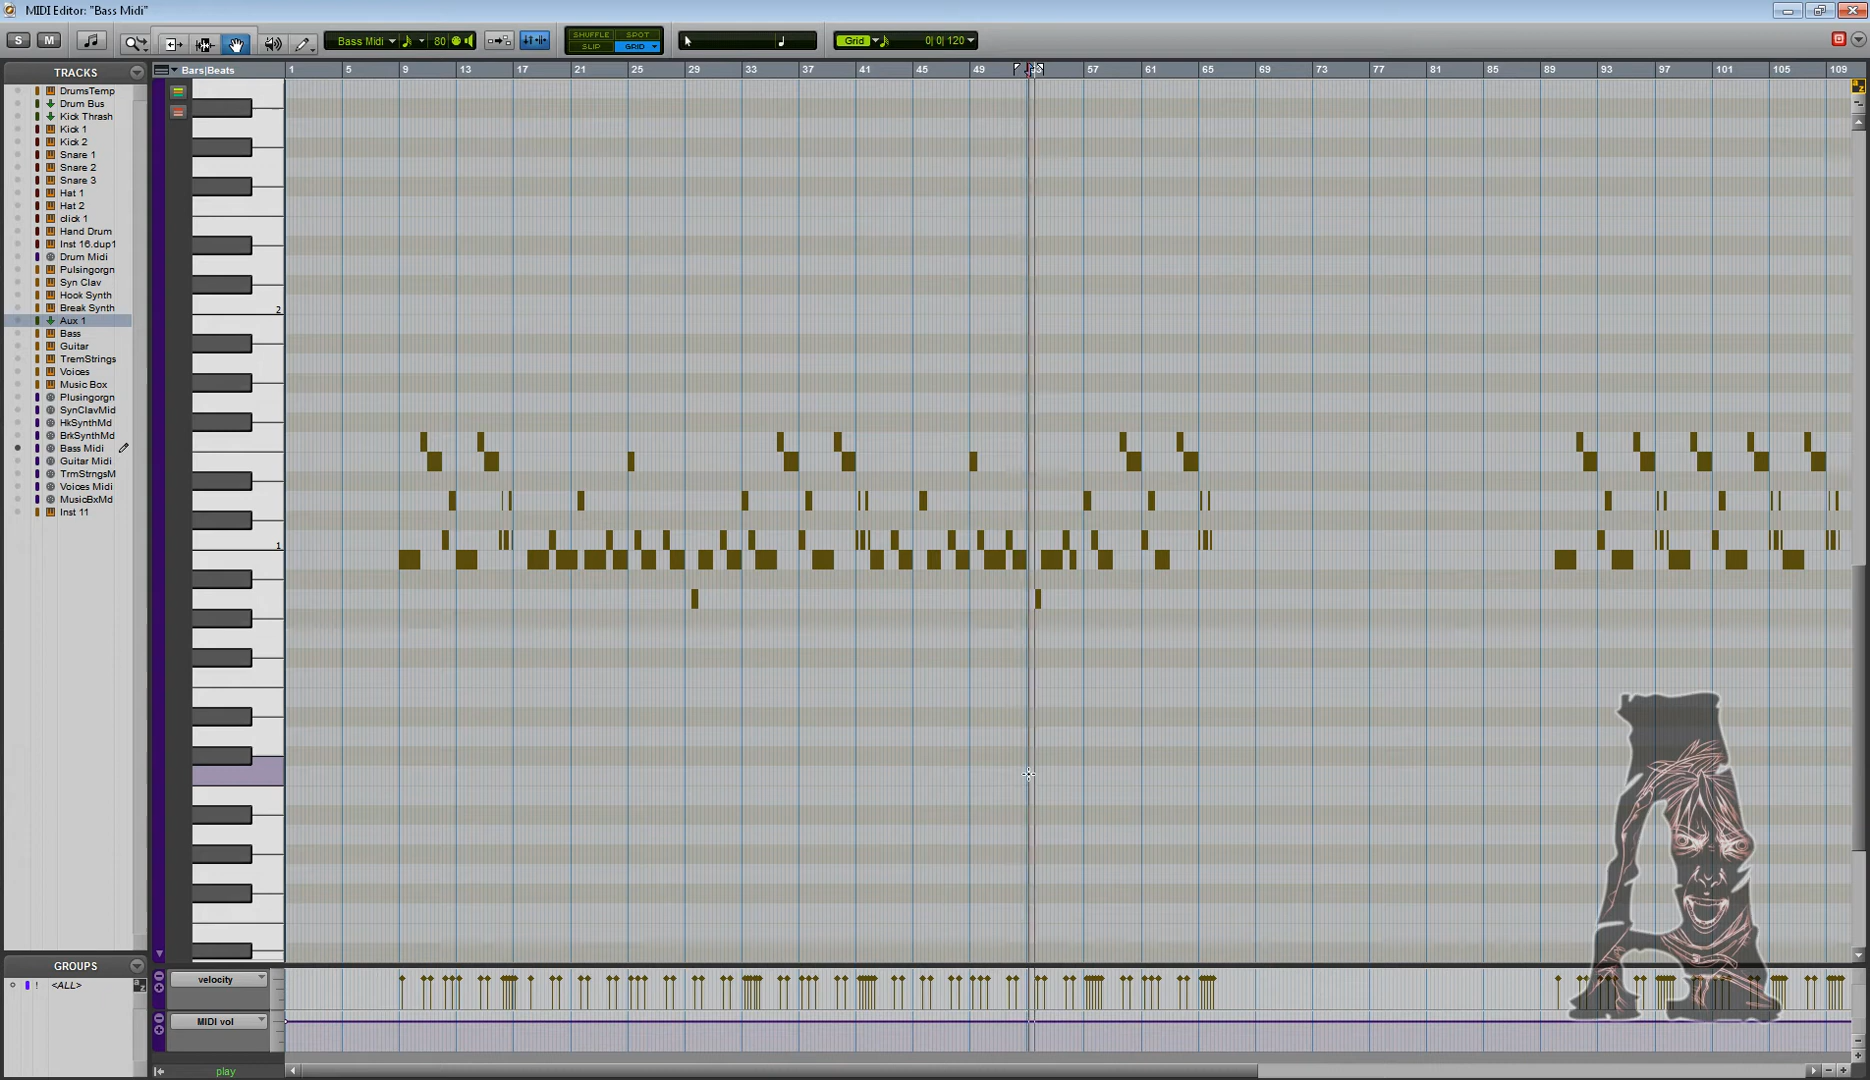 MIDI Editor: "Bass Midi"
S M Bass Midi 80 SHUFFLE SPOT Grid 0| 0| 120
SLIP GRID
TRACKS Bars|Beats 1 5 9 13 17 21 25 29 33 37 41 45 49 57 61 65 69 73 77 81 85 89 93 97 101 105 109
DrumsTemp
Drum Bus
Kick Thrash
Kick 1
Kick 2
Snare 1
Snare 2
Snare 3
Hat 1
Hat 2
click 1
Hand Drum
Inst 16.dup1
Drum Midi
Pulsingorgn
Syn Clav
Hook Synth
Break Synth
Aux 1
Bass
Guitar
TremStrings
Voices
Music Box
Plusingorgn
SynClavMid
HkSynthMd
BrkSynthMd
Bass Midi
Guitar Midi
TrmStrngsM
Voices Midi
MusicBxMd
Inst 11
2
1
GROUPS
! <ALL>
velocity
MIDI vol
play